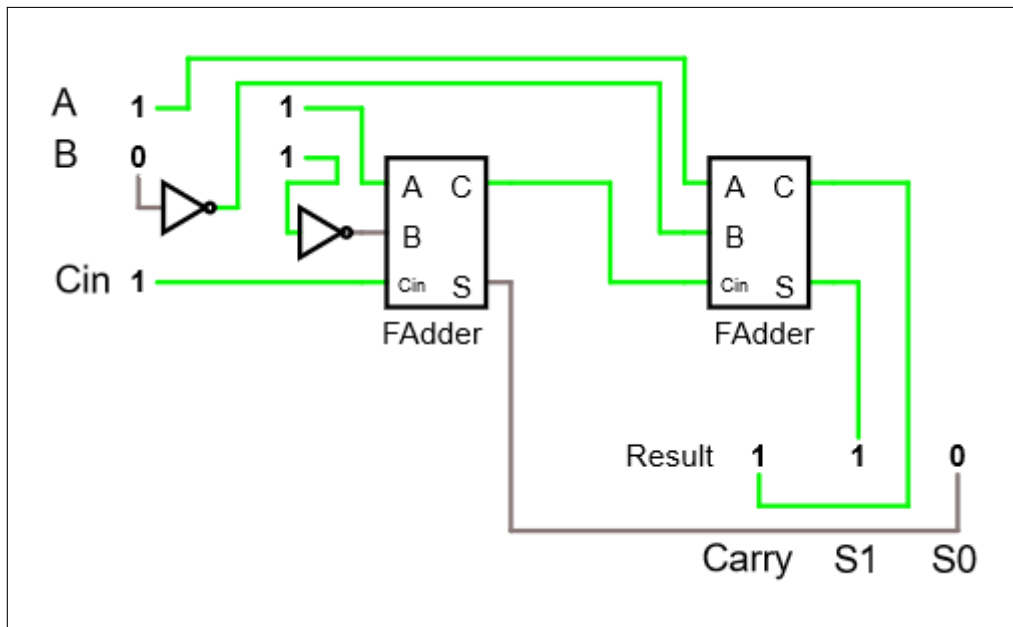 A 1 1
B 0 1
A C A C
B B
Cin 1 Cin S Cin S
FAdder FAdder
Result 1 1 0
Carry S1 S0